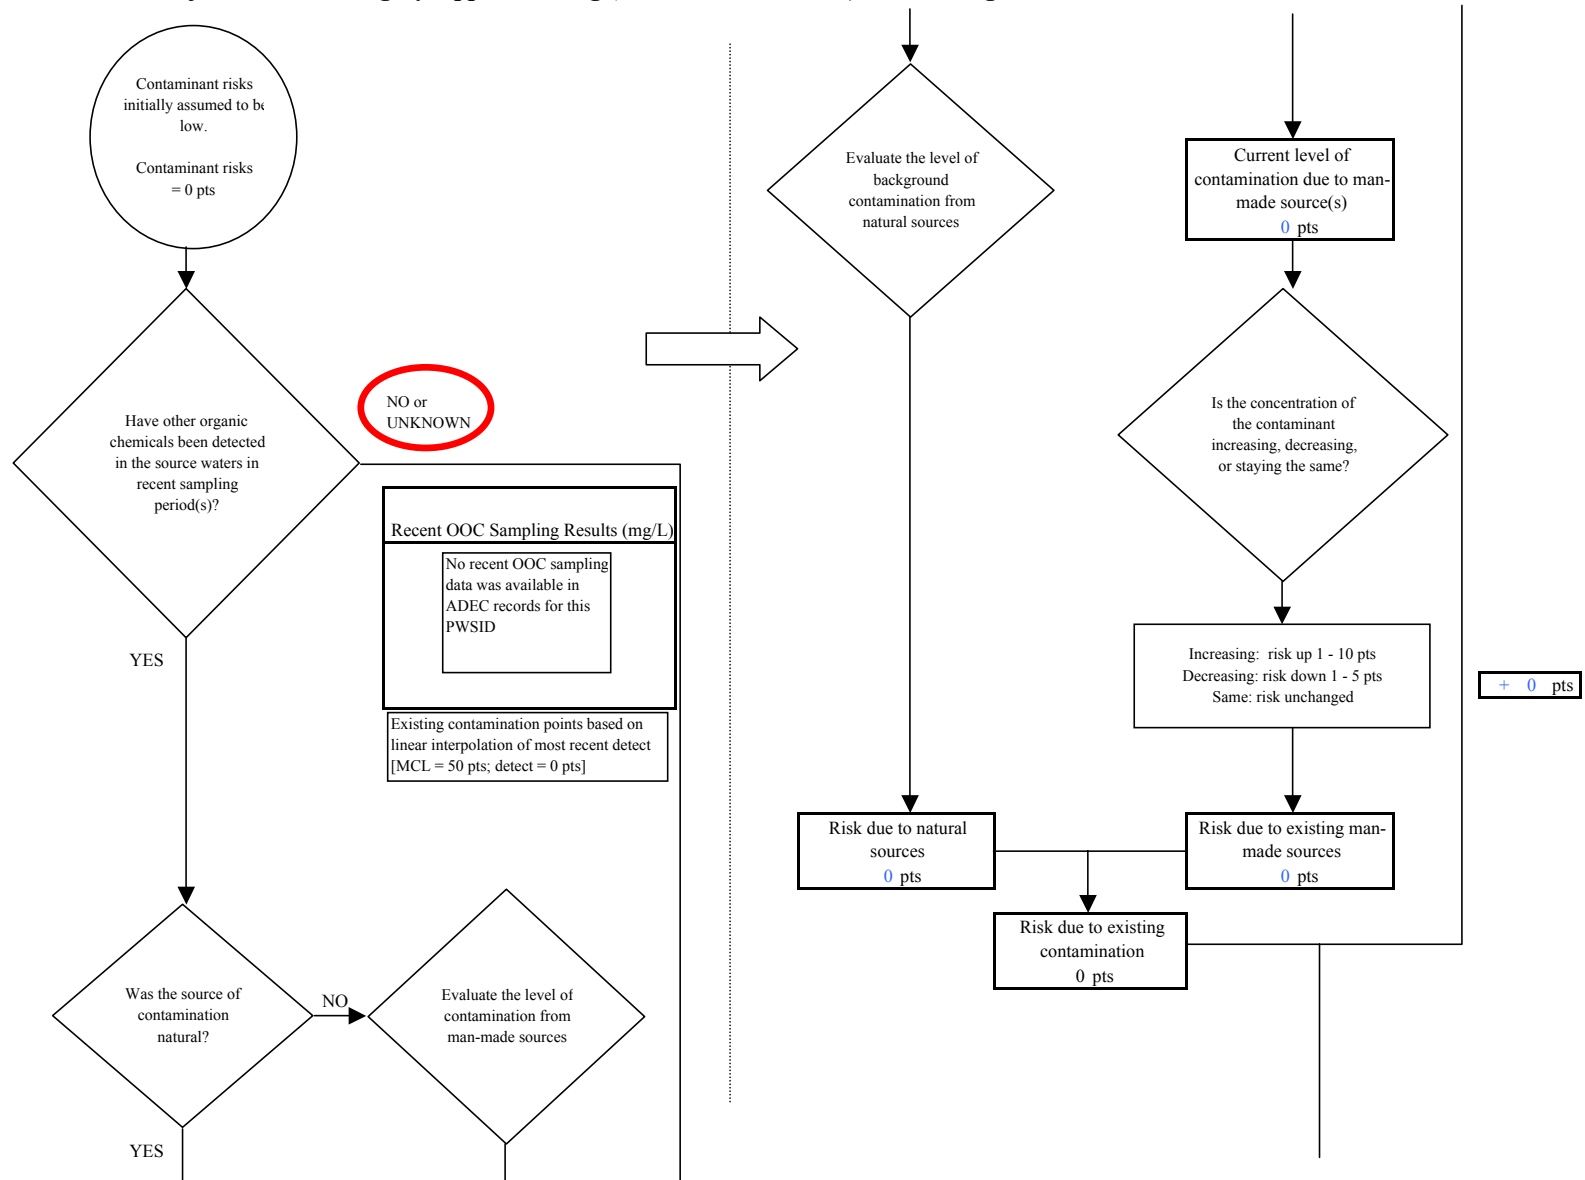 Contaminant risks
initially assumed to be
low.
Contaminant risks
= 0 pts
Have other organic
chemicals been detected
in the source waters in
recent sampling
period(s)?
NO or
UNKNOWN
Recent OOC Sampling Results (mg/L)
No recent OOC sampling
data was available in
ADEC records for this
PWSID
YES
Existing contamination points based on
linear interpolation of most recent detect
[MCL = 50 pts; detect = 0 pts]
Was the source of
contamination
natural?
NO
Evaluate the level of
contamination from
man-made sources
YES
Evaluate the level of
background
contamination from
natural sources
Current level of
contamination due to man-
made source(s)
0 pts
Is the concentration of
the contaminant
increasing, decreasing,
or staying the same?
Increasing: risk up 1 - 10 pts
Decreasing: risk down 1 - 5 pts
Same: risk unchanged
+ 0 pts
Risk due to natural
sources
0 pts
Risk due to existing man-
made sources
0 pts
Risk due to existing
contamination
0 pts